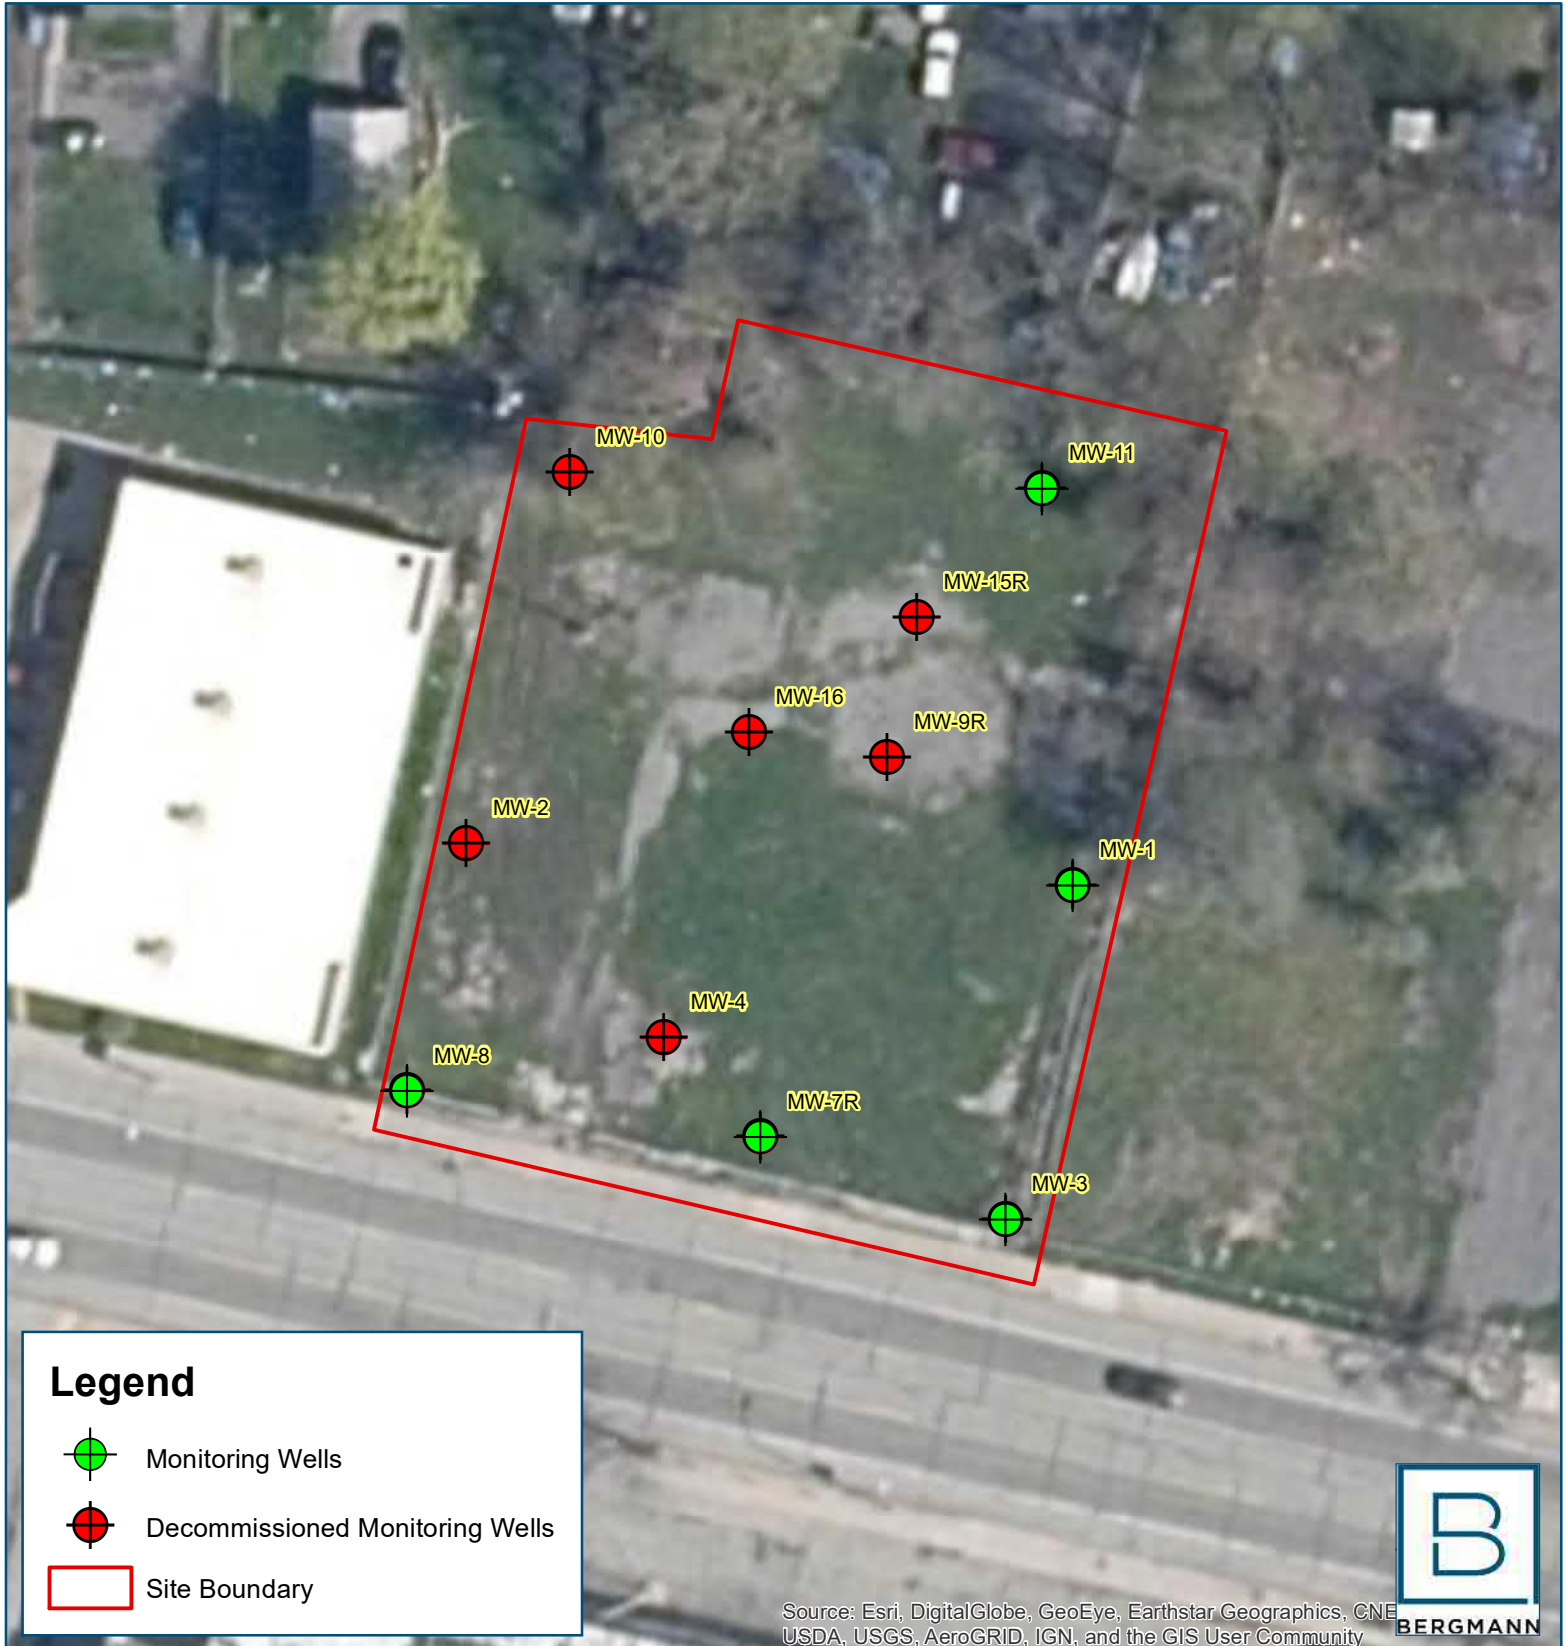 MW-10
MW-11
MW-15R
MW-16
MW-9R
MW-2
MW-1
MW-4
MW-8
MW-7R
MW-3
Legend
Monitoring Wells
Decommissioned Monitoring Wells
Site Boundary
Source: Esri, DigitalGlobe, GeoEye, Earthstar Geographics, CNE
USDA, USGS, AeroGRID, IGN, and the GIS User Community
B
BERGMANN